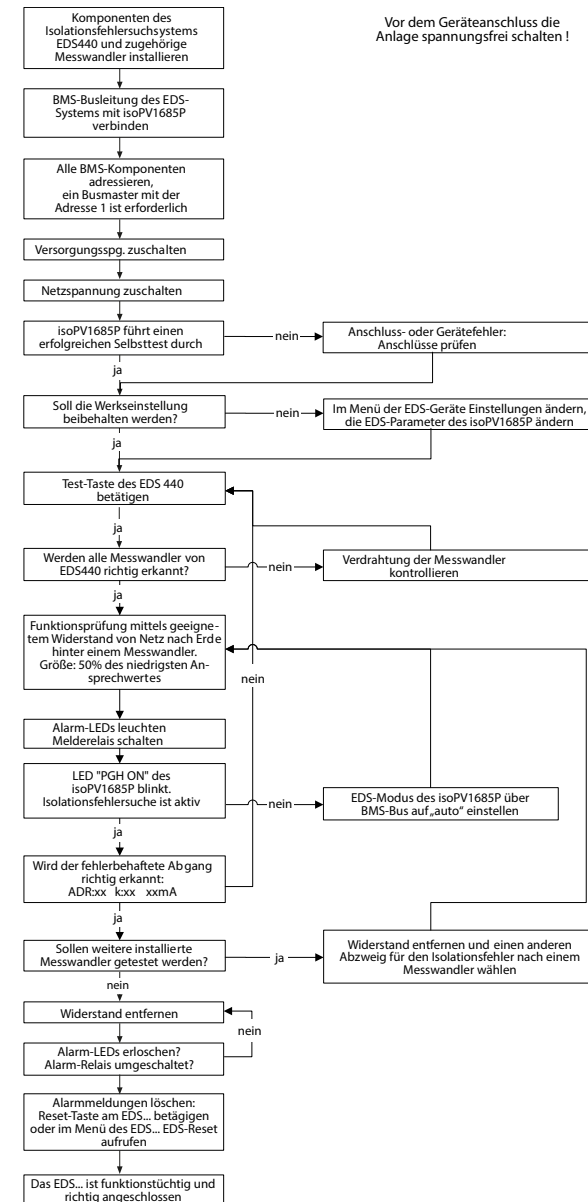 Komponenten des
Isolationsfehlersuchsystems
EDS440 und zugehörige
Messwandler installieren
Vor dem Geräteanschluss die
Anlage spannungsfrei schalten !
BMS-Busleitung des EDS-
Systems mit isoPV1685P
verbinden
Alle BMS-Komponenten
adressieren,
ein Busmaster mit der
Adresse 1 ist erforderlich
Versorgungsspg. zuschalten
Netzspannung zuschalten
isoPV1685P führt einen
erfolgreichen Selbsttest durch
nein
Anschluss- oder Gerätefehler:
Anschlüsse prüfen
ja
Soll die Werkseinstellung
beibehalten werden?
nein
Im Menü der EDS-Geräte Einstellungen ändern,
die EDS-Parameter des isoPV1685P ändern
ja
Test-Taste des EDS 440
betätigen
ja
Werden alle Messwandler von
EDS440 richtig erkannt?
nein
Verdrahtung der Messwandler
kontrollieren
ja
Funktionsprüfung mittels geeigne-
tem Widerstand von Netz nach Erde
hinter einem Messwandler.
Größe: 50% des niedrigsten An-
sprechwertes
nein
Alarm-LEDs leuchten
Melderelais schalten
LED "PGH ON" des
isoPV1685P blinkt.
Isolationsfehlersuche ist aktiv
nein
EDS-Modus des isoPV1685P über
BMS-Bus auf „auto“ einstellen
ja
Wird der fehlerbehaftete Abgang
richtig erkannt:
ADR:xx k:xx xxmA
ja
Sollen weitere installierte
Messwandler getestet werden?
ja
Widerstand entfernen und einen anderen
Abzweig für den Isolationsfehler nach einem
Messwandler wählen
nein
Widerstand entfernen
nein
Alarm-LEDs erloschen?
Alarm-Relais umgeschaltet?
Alarmmeldungen löschen:
Reset-Taste am EDS... betägigen
oder im Menü des EDS... EDS-Reset
aufrufen
Das EDS... ist funktionstüchtig und
richtig angeschlossen